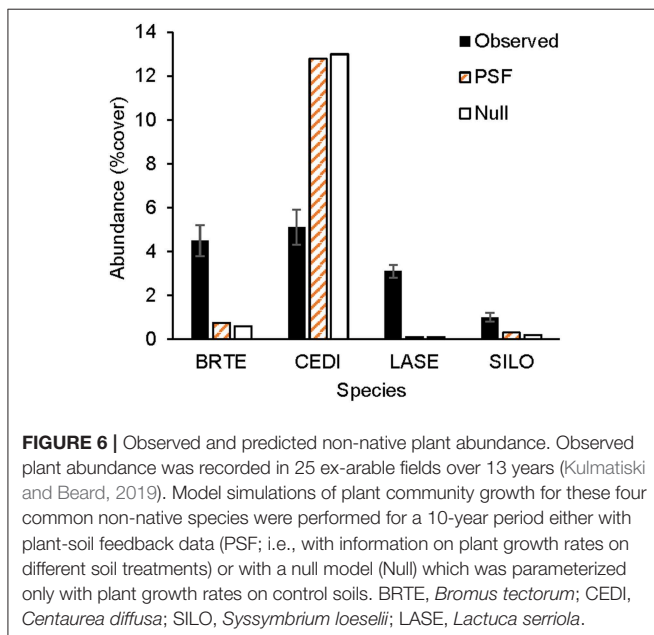 14
12
10
8
6
4
2
0
Abundance (%cover)
Observed
PSF
Null
BRTE CEDI LASE SILO
Species
FIGURE 6 | Observed and predicted non-native plant abundance. Observed
plant abundance was recorded in 25 ex-arable fields over 13 years (Kulmatiski
and Beard, 2019). Model simulations of plant community growth for these four
common non-native species were performed for a 10-year period either with
plant-soil feedback data (PSF; i.e., with information on plant growth rates on
different soil treatments) or with a null model (Null) which was parameterized
only with plant growth rates on control soils. BRTE, Bromus tectorum; CEDI,
Centaurea diffusa; SILO, Syssymbrium loeselii; LASE, Lactuca serriola.